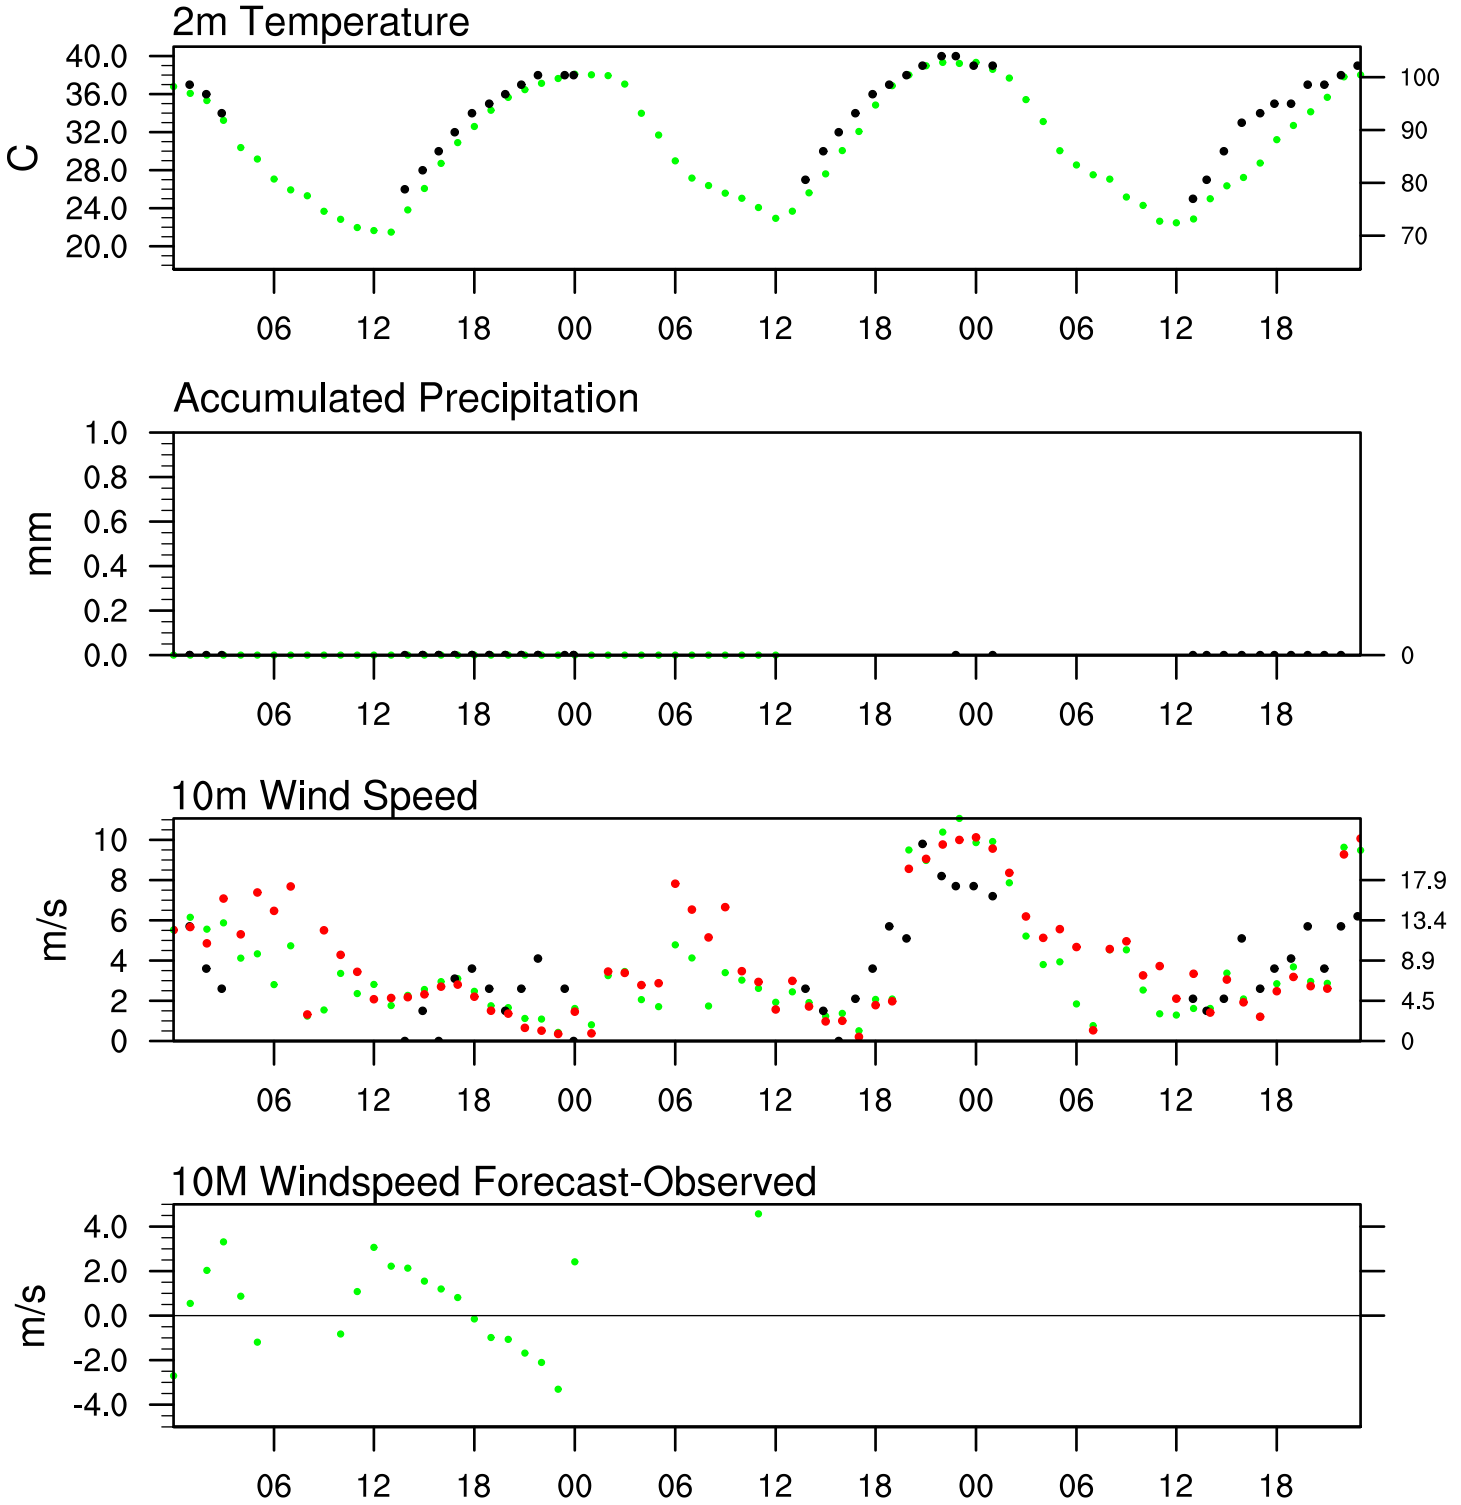 2m Temperature
40.0
36.0
32.0
28.0
24.0
20.0
C
100
90
80
70
06 12 18 00 06 12 18 00 06 12 18
Accumulated Precipitation
1.0
0.8
0.6
0.4
0.2
0.0
mm
0
06 12 18 00 06 12 18 00 06 12 18
10m Wind Speed
10
8
6
4
2
0
m/s
17.9
13.4
8.9
4.5
0
06 12 18 00 06 12 18 00 06 12 18
10M Windspeed Forecast-Observed
4.0
2.0
0.0
-2.0
-4.0
m/s
06 12 18 00 06 12 18 00 06 12 18